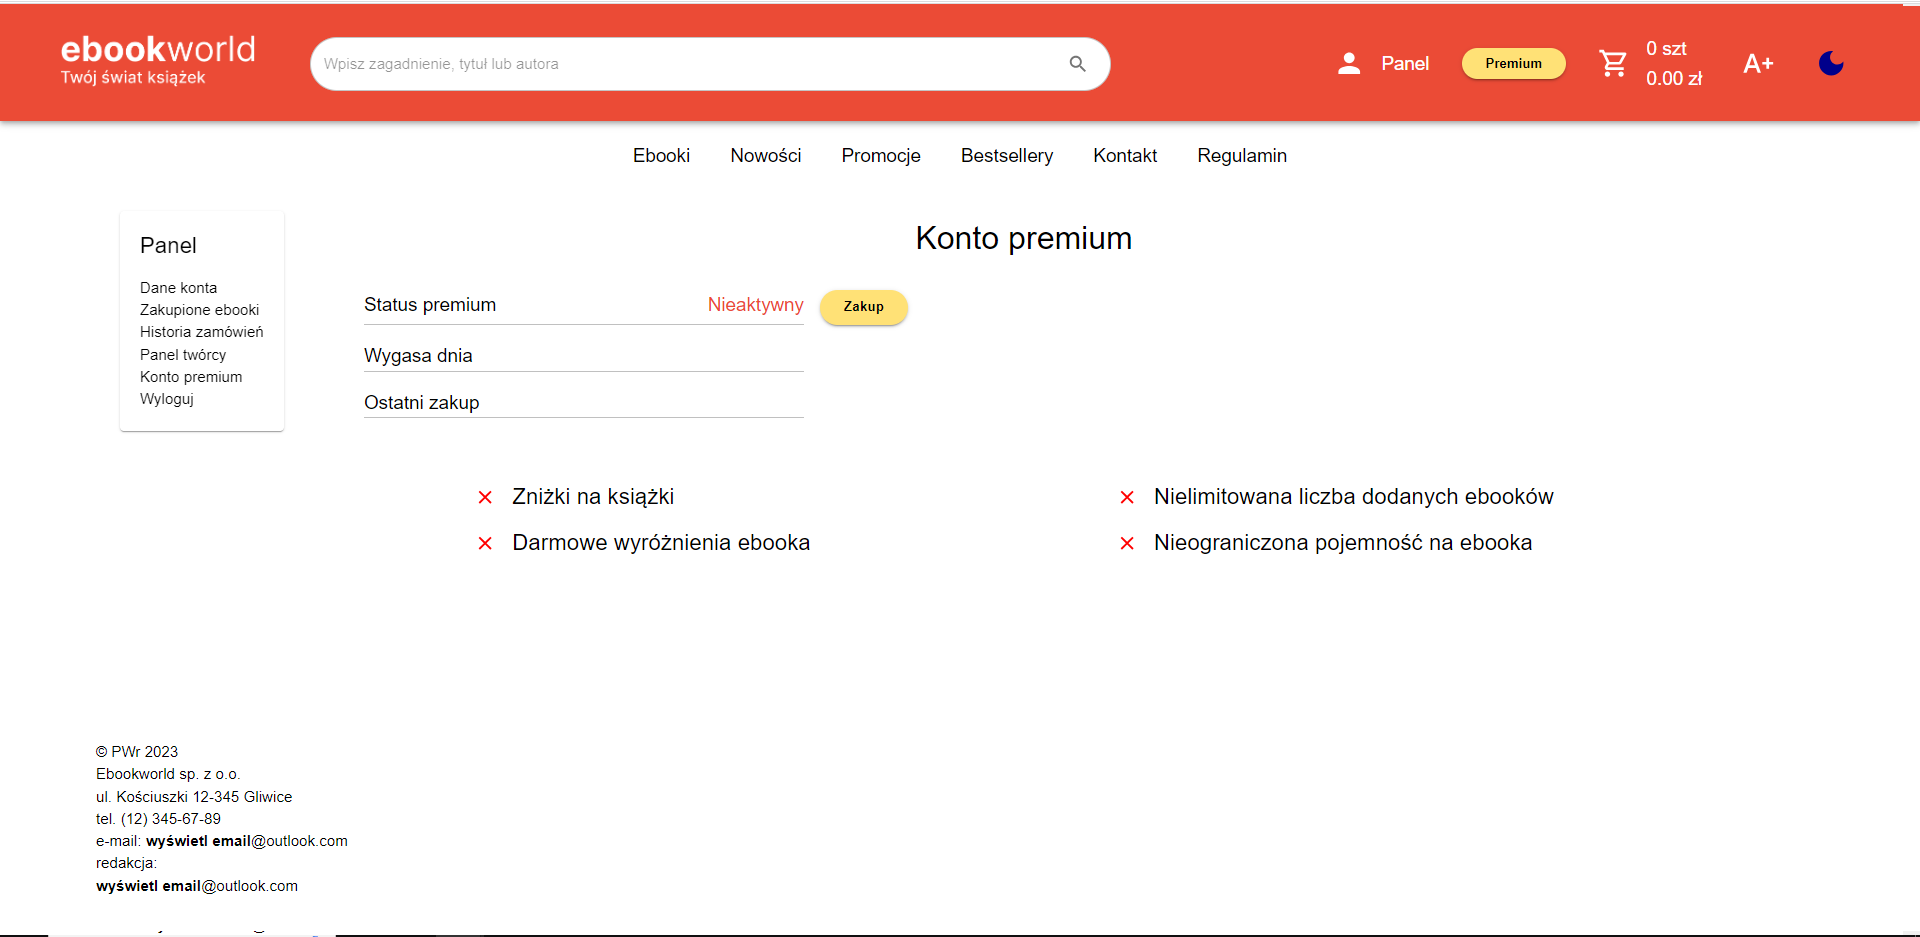 ebookworld
Twój świat książek
Wpisz zagadnienie, tytuł lub autora
Panel
Premium
0 szt
0.00 zł
A+
Ebooki Nowości Promocje Bestsellery Kontakt Regulamin
Panel
Dane konta
Zakupione ebooki
Historia zamówień
Panel twórcy
Konto premium
Wyloguj
Konto premium
Status premium Nieaktywny Zakup
Wygasa dnia
Ostatni zakup
Zniżki na książki
Nielimitowana liczba dodanych ebooków
Darmowe wyróżnienia ebooka
Nieograniczona pojemność na ebooka
© PWr 2023
Ebookworld sp. z o.o.
ul. Kościuszki 12-345 Gliwice
tel. (12) 345-67-89
e-mail: wyświetl email@outlook.com
redakcja:
wyświetl email@outlook.com